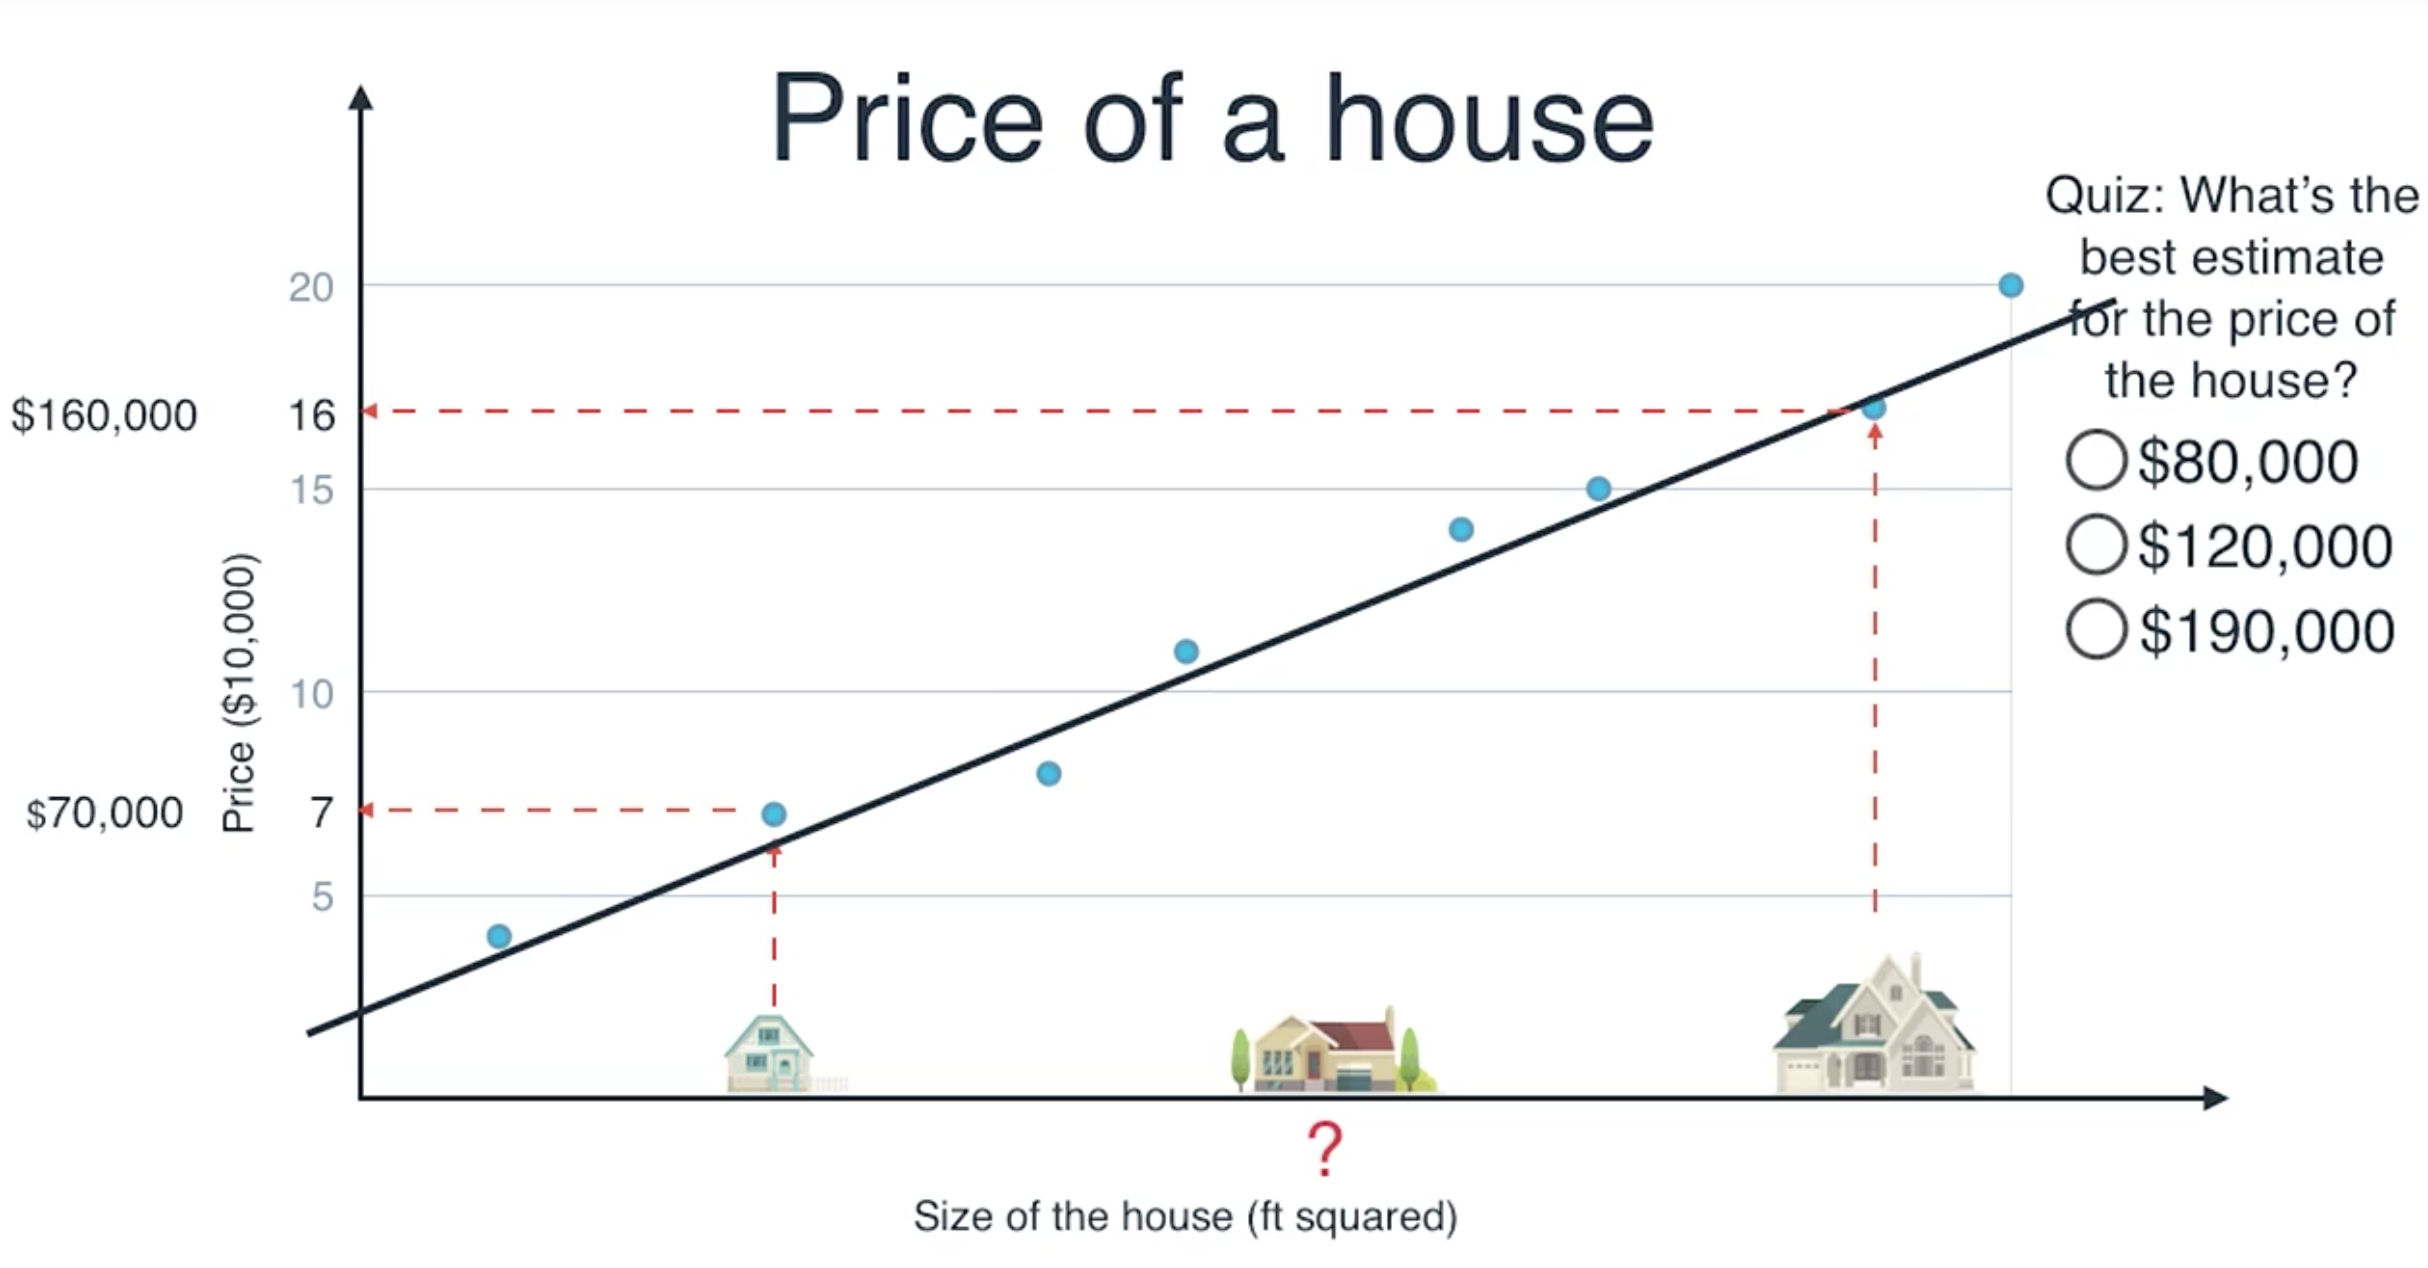 Price of a house
Quiz: What's the
best estimate
for the price of
the house?
$80,000
$120,000
$190,000
20
$160,000 16
15
10
$70,000 7
5
Price ($10,000)
?
Size of the house (ft squared)